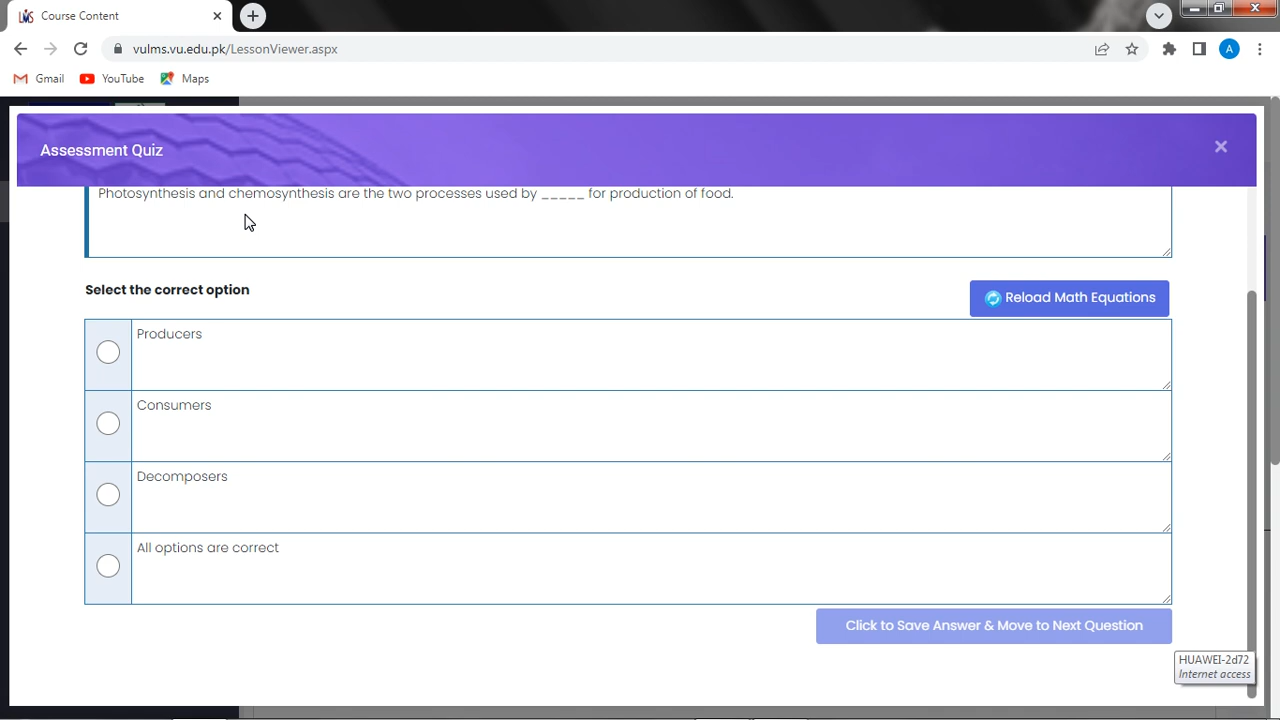 Course Content
vulms.vu.edu.pk/LessonViewer.aspx
A
Gmail YouTube Maps
Assessment Quiz
Photosynthesis and chemosynthesis are the two processes used by _____ for production of food.
Select the correct option
Reload Math Equations
Producers
Consumers
Decomposers
All options are correct
Click to Save Answer & Move to Next Question
HUAWEI-2d72
Internet access